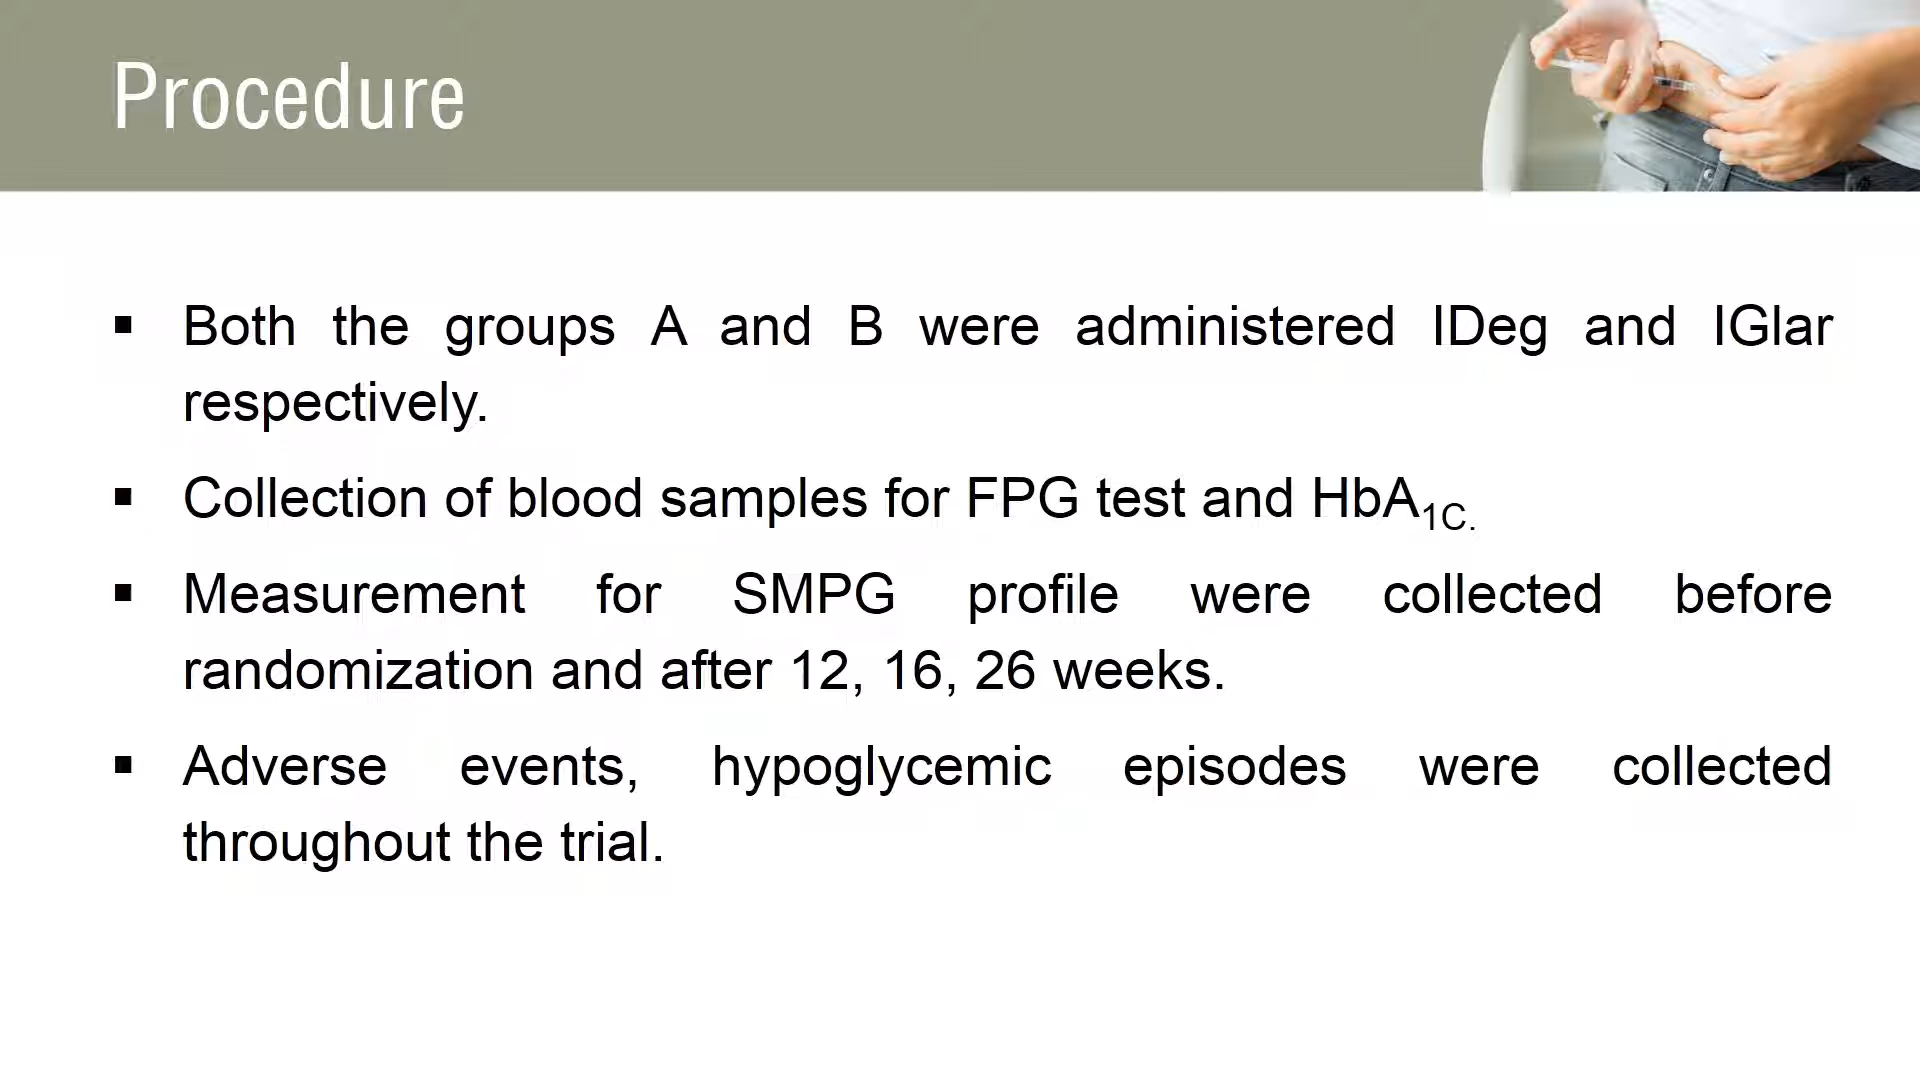 Procedure
▪ Both the groups A and B were administered IDeg and IGlar
respectively.
▪ Collection of blood samples for FPG test and HbA1C.
▪ Measurement for SMPG profile were collected before
randomization and after 12, 16, 26 weeks.
▪ Adverse events, hypoglycemic episodes were collected
throughout the trial.